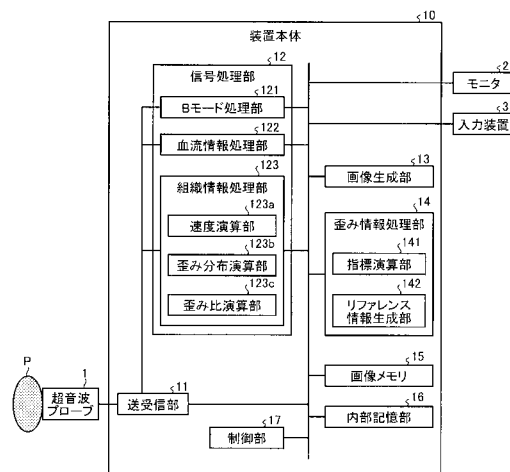 10
装置本体
12
信号処理部
121
Bモード処理部
122
血流情報処理部
123
組織情報処理部
123a
速度演算部
123b
歪み分布演算部
123c
歪み比演算部
2
モニタ
3
入力装置
13
画像生成部
14
歪み情報処理部
141
指標演算部
142
リファレンス
情報生成部
15
画像メモリ
16
内部記憶部
17
制御部
P
1
超音波
プローブ
11
送受信部